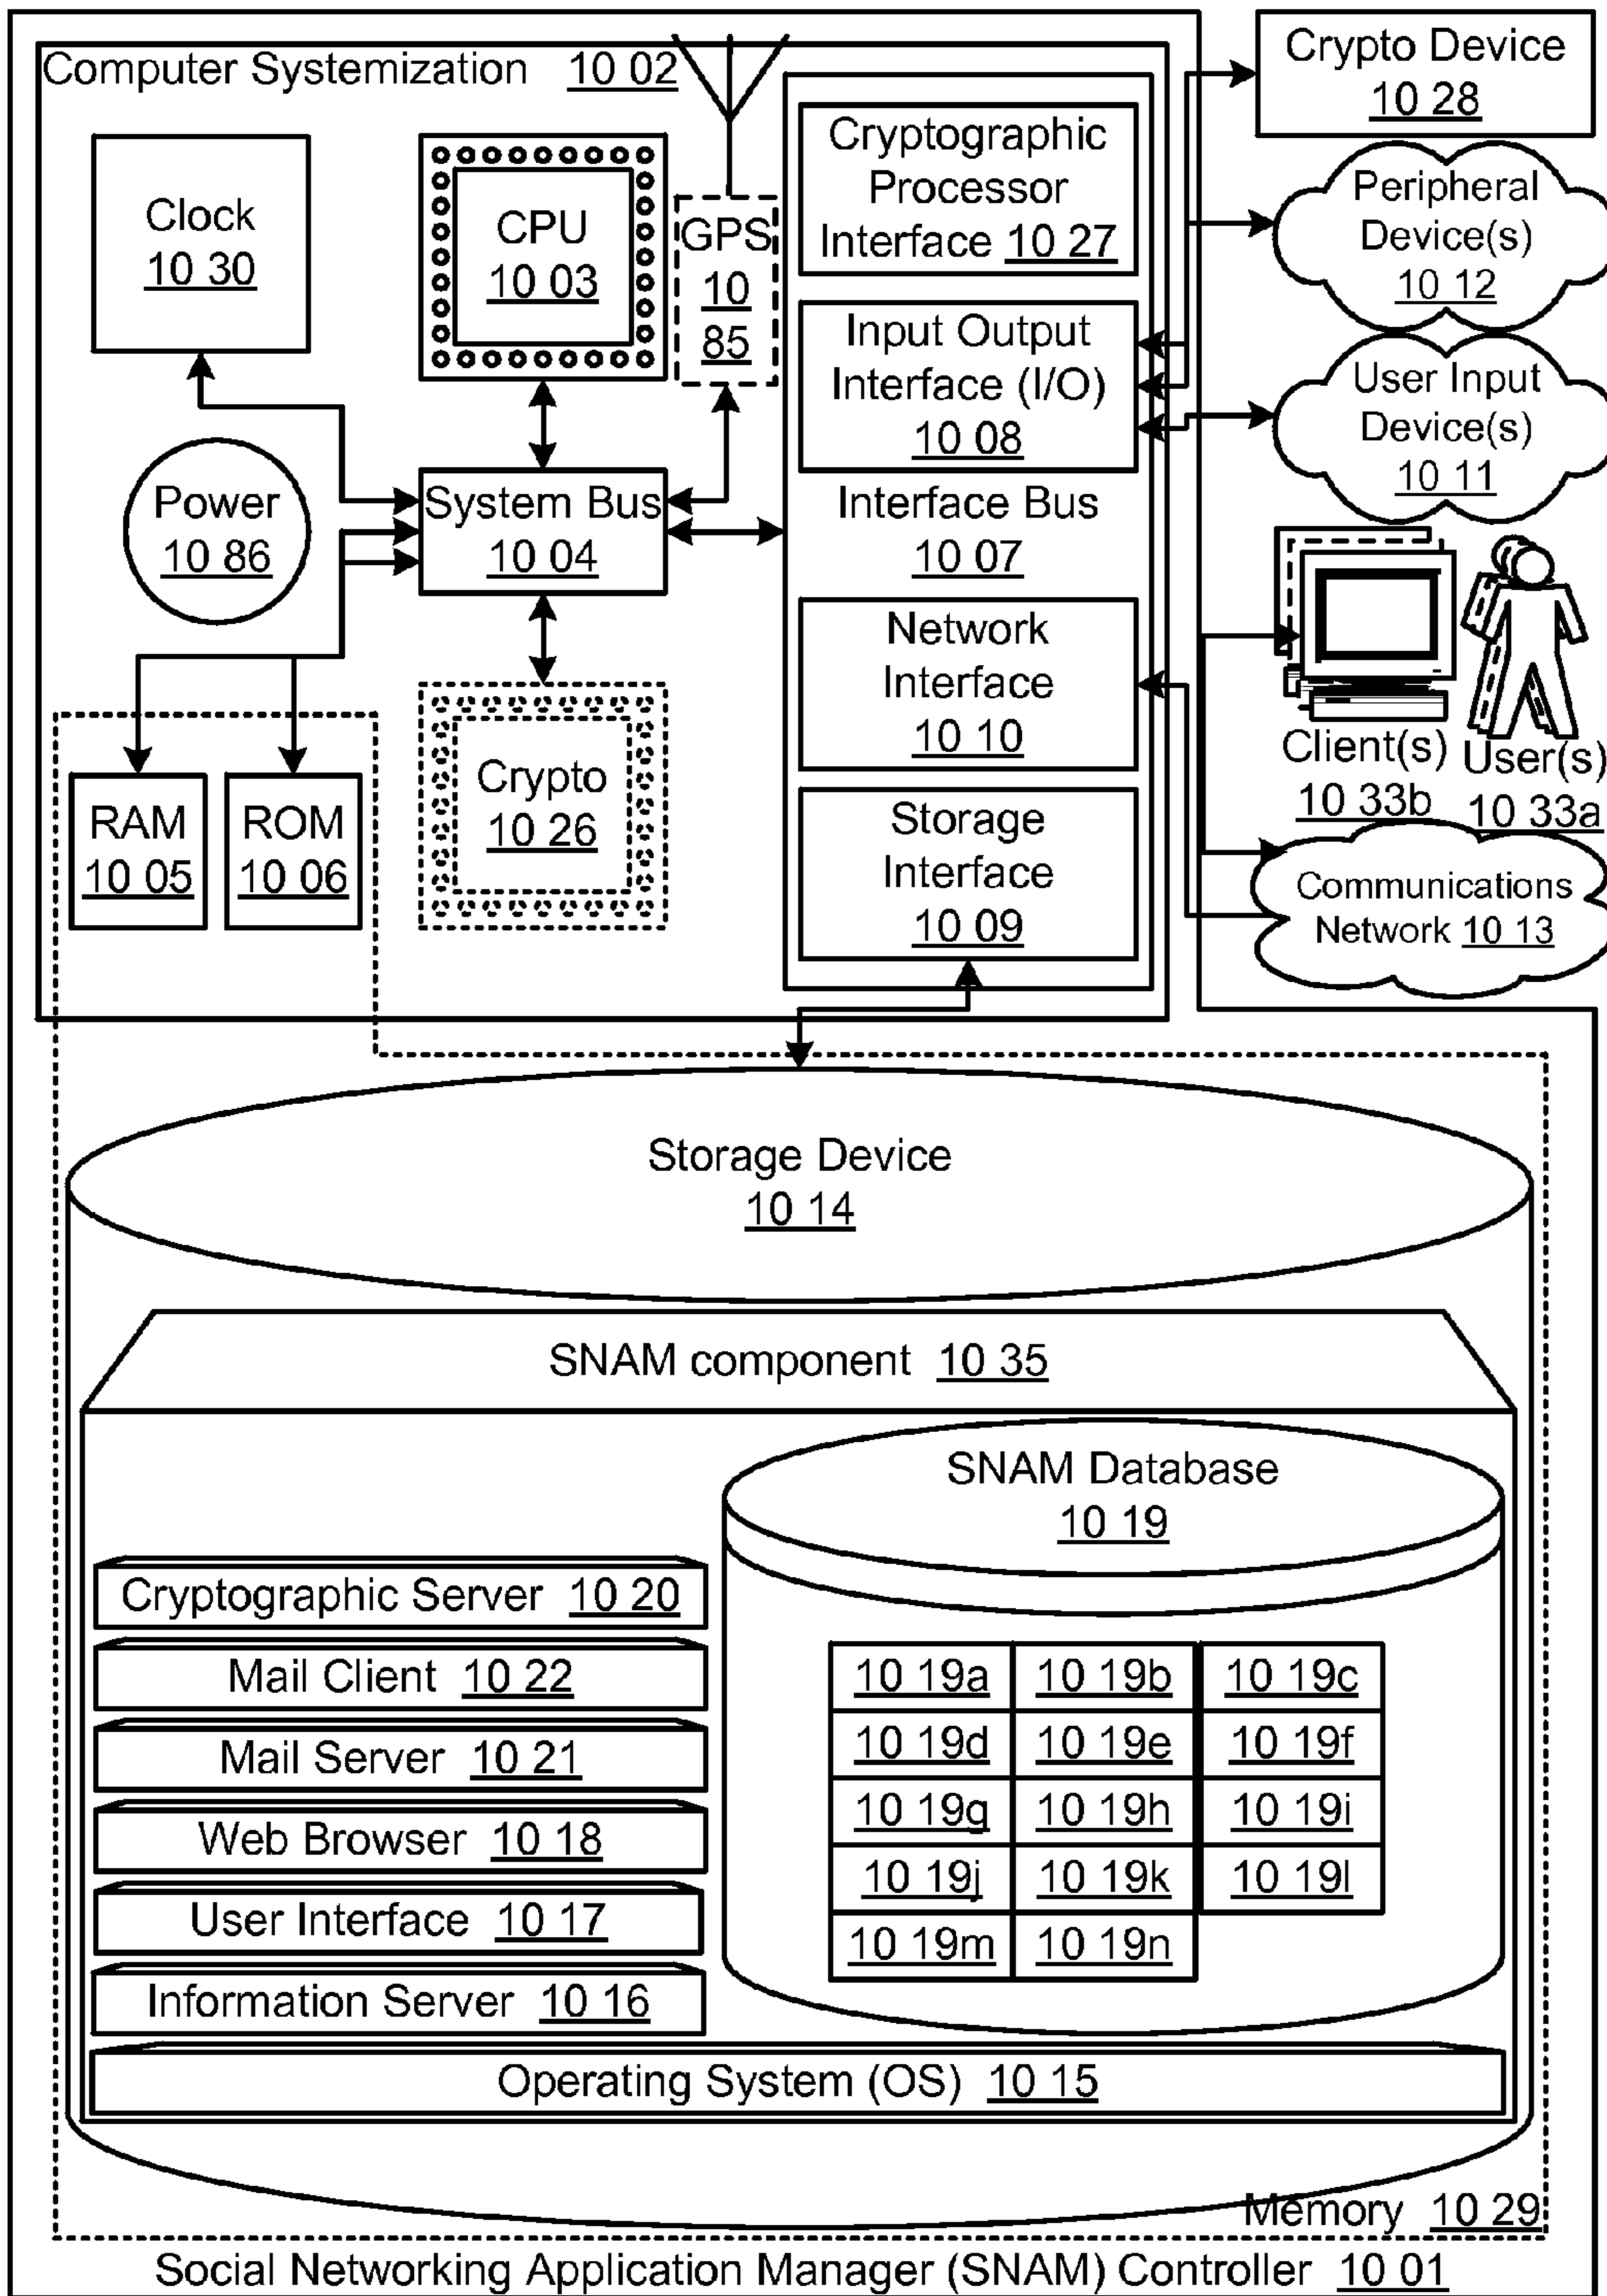 Computer Systemization 10 02
Clock
10 30
CPU
10 03
GPS
10
85
Power
10 86
System Bus
10 04
RAM
10 05
ROM
10 06
Crypto
10 26
Cryptographic
Processor
Interface 10 27
Input Output
Interface (I/O)
10 08
Interface Bus
10 07
Network
Interface
10 10
Storage
Interface
10 09
Crypto Device
10 28
Peripheral
Device(s)
10 12
User Input
Device(s)
10 11
Client(s)
10 33b
User(s)
10 33a
Communications
Network 10 13
Storage Device
10 14
SNAM component 10 35
SNAM Database
10 19
Cryptographic Server 10 20
Mail Client 10 22
Mail Server 10 21
Web Browser 10 18
User Interface 10 17
Information Server 10 16
10 19a 10 19b 10 19c
10 19d 10 19e 10 19f
10 19g 10 19h 10 19i
10 19j 10 19k 10 19l
10 19m 10 19n
Operating System (OS) 10 15
Memory 10 29
Social Networking Application Manager (SNAM) Controller 10 01